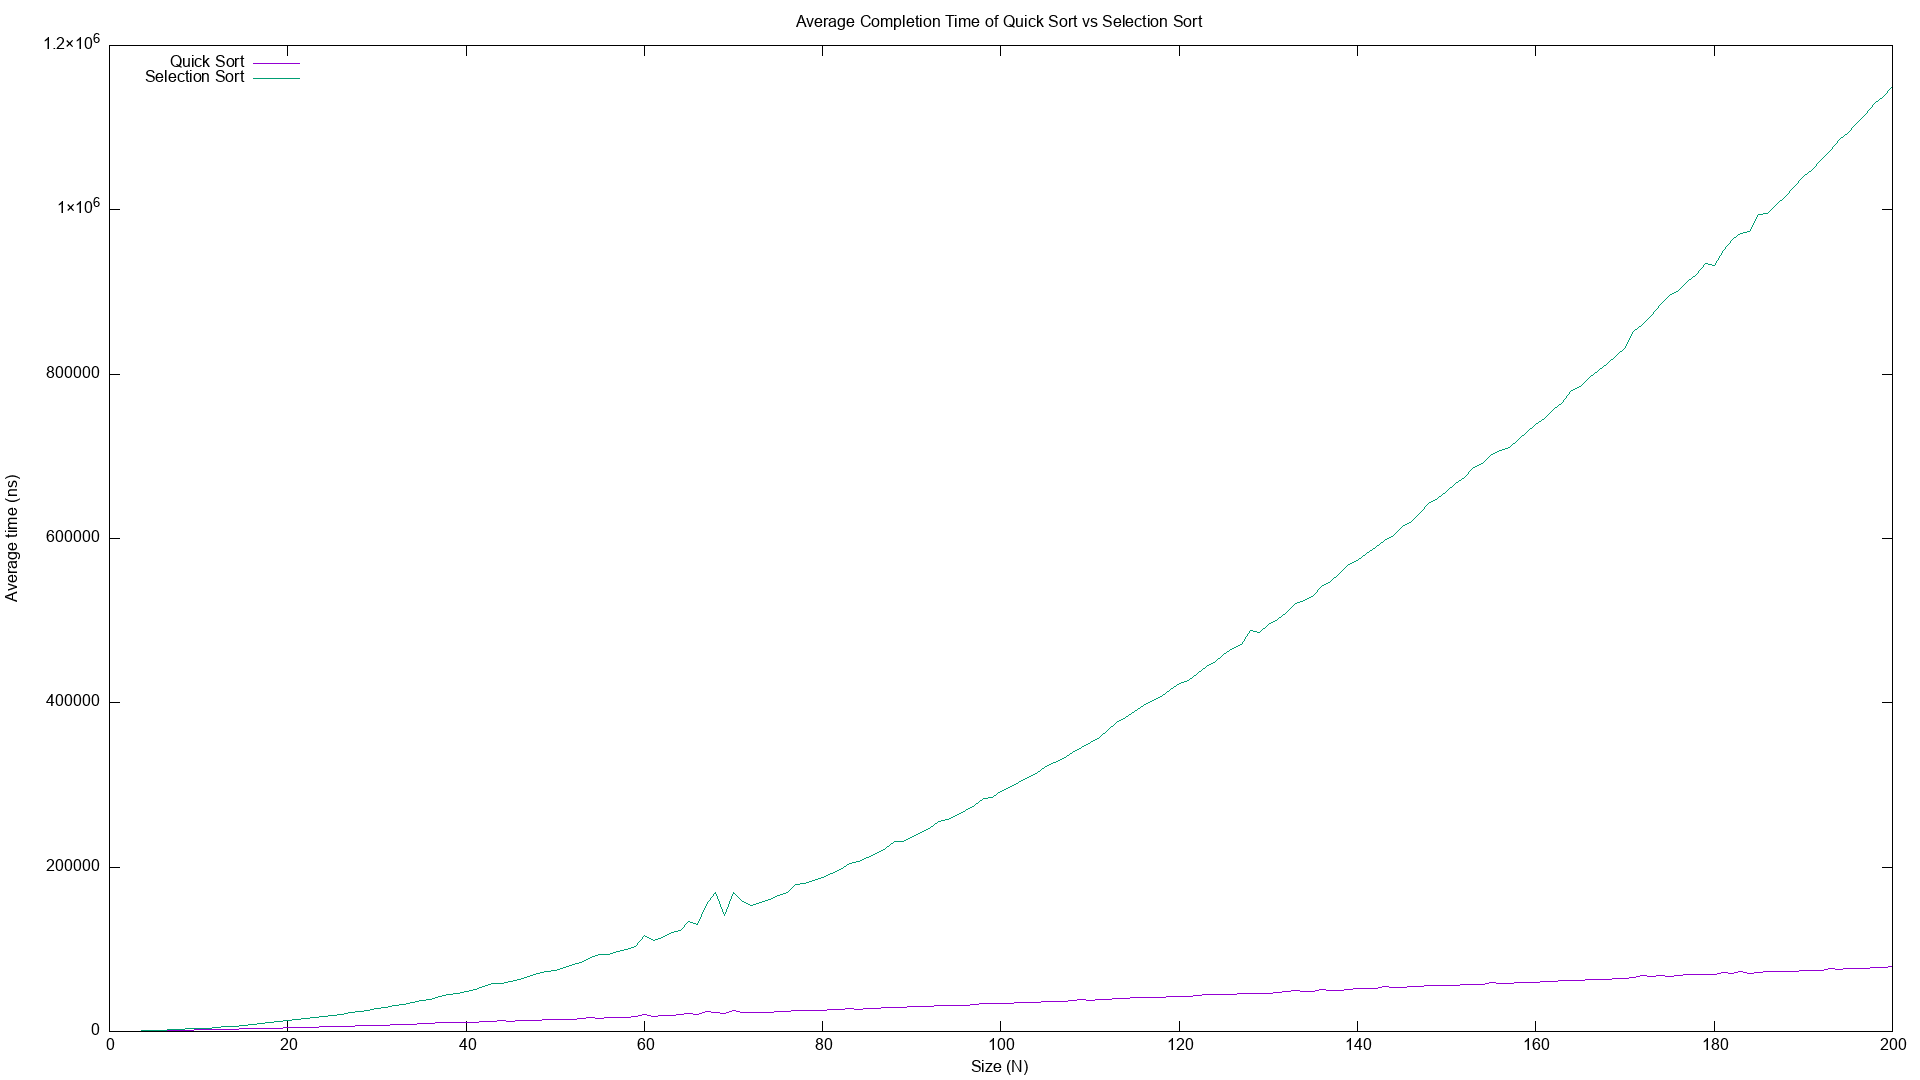 Average Completion Time of Quick Sort vs Selection Sort
1.2×10⁶
Quick Sort
Selection Sort
1×10⁶
800000
600000
Average time (ns)
400000
200000
0
0 20 40 60 80 100 120 140 160 180 200
Size (N)